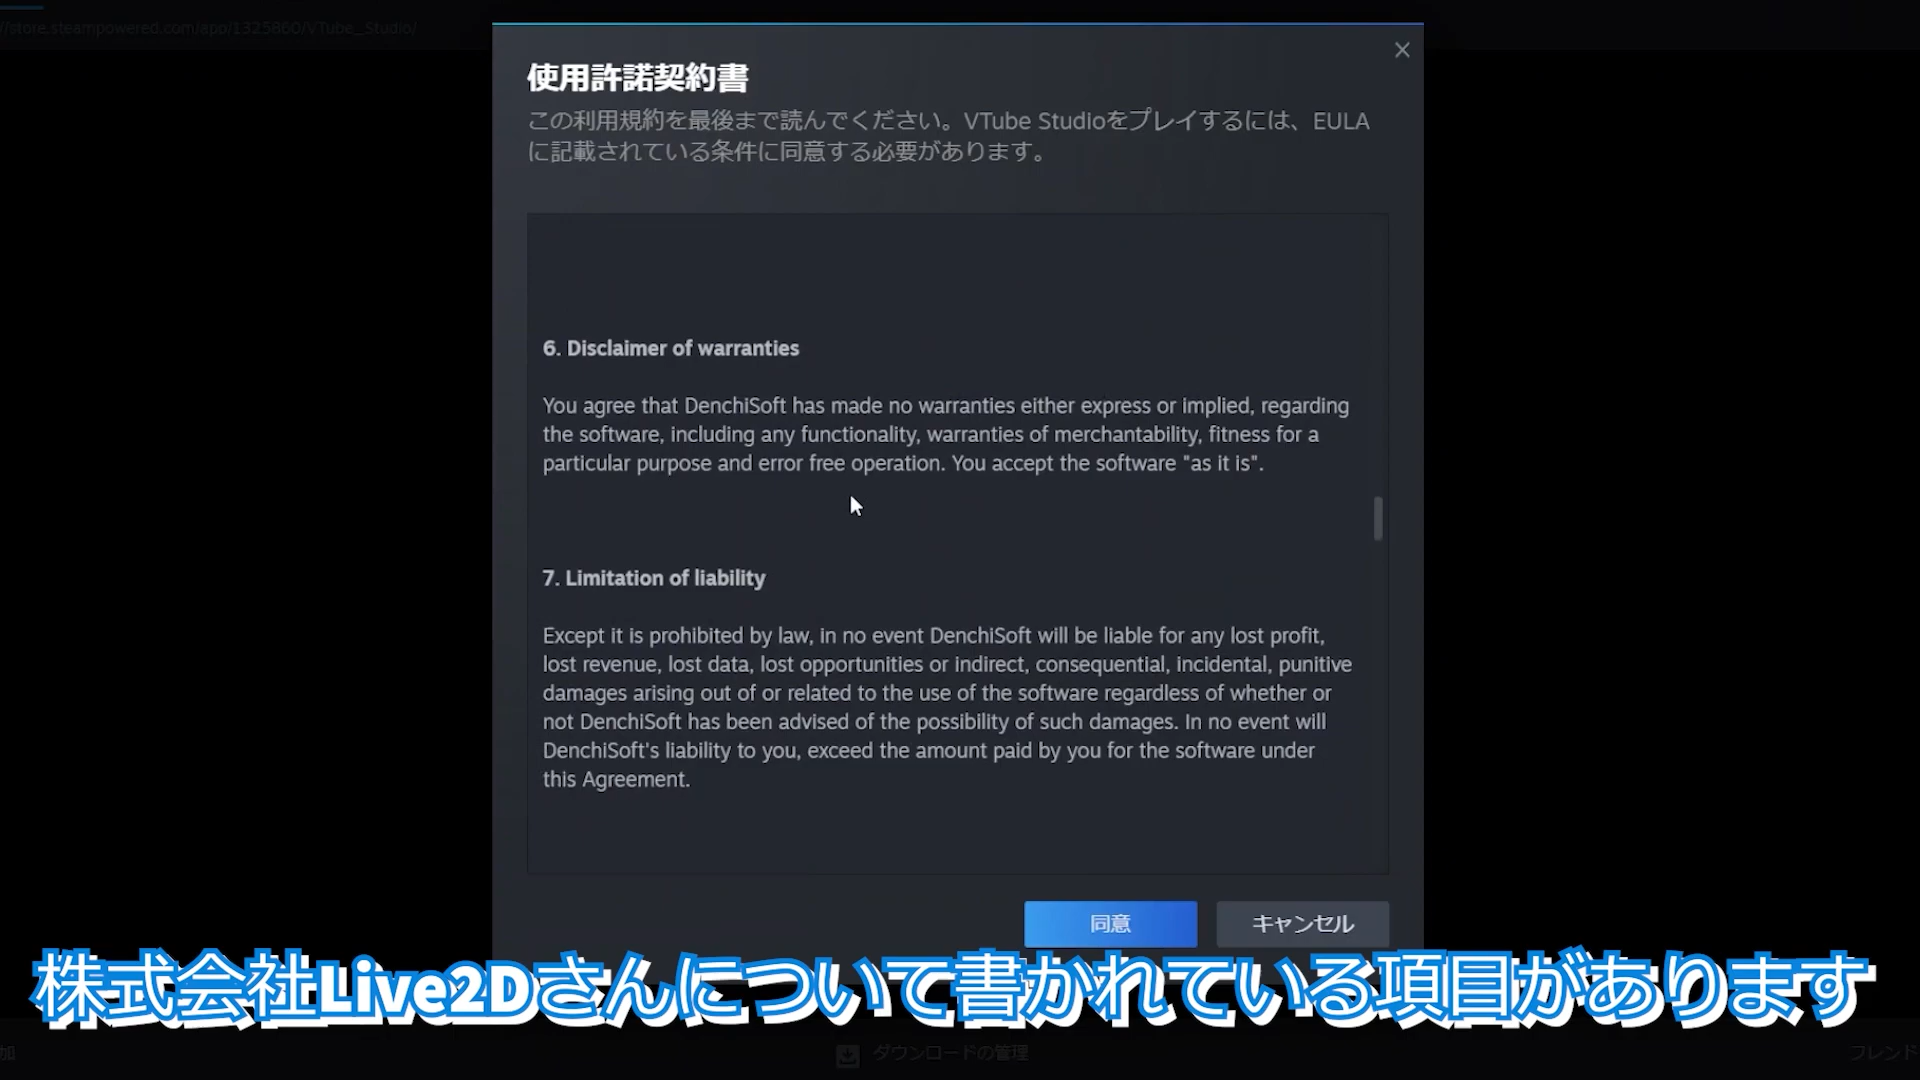 //store.steampowered.com/app/1325860/VTube_Studio/
使用許諾契約書
この利用規約を最後まで読んでください。VTube Studioをプレイするには、EULA
に記載されている条件に同意する必要があります。
6. Disclaimer of warranties
You agree that DenchiSoft has made no warranties either express or implied, regarding
the software, including any functionality, warranties of merchantability, fitness for a
particular purpose and error free operation. You accept the software "as it is".
7. Limitation of liability
Except it is prohibited by law, in no event DenchiSoft will be liable for any lost profit,
lost revenue, lost data, lost opportunities or indirect, consequential, incidental, punitive
damages arising out of or related to the use of the software regardless of whether or
not DenchiSoft has been advised of the possibility of such damages. In no event will
DenchiSoft's liability to you, exceed the amount paid by you for the software under
this Agreement.
同意
キャンセル
株式会社Live2Dさんについて書かれている項目があります
加
ダウンロードの管理
フレンド